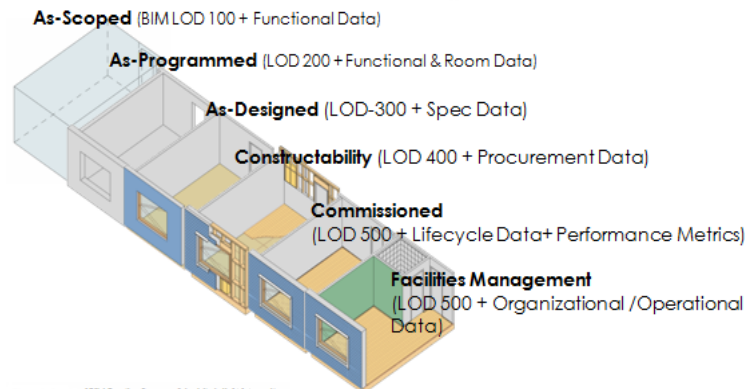 As-Scoped (BIM LOD 100 + Functional Data)
As-Programmed (LOD 200 + Functional & Room Data)
As-Designed (LOD-300 + Spec Data)
Constructability (LOD 400 + Procurement Data)
Commissioned
(LOD 500 + Lifecycle Data+ Performance Metrics)
Facilities Management
(LOD 500 + Organizational /Operational
Data)